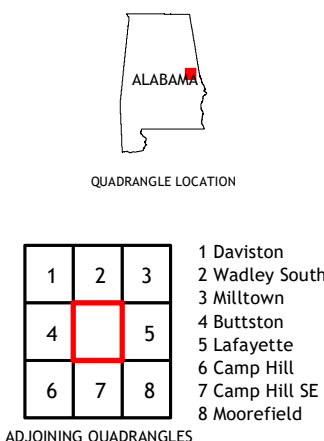 ALABAMA
QUADRANGLE LOCATION
1 2 3
4 5
6 7 8
1 Daviston
2 Wadley South
3 Milltown
4 Buttston
5 Lafayette
6 Camp Hill
7 Camp Hill SE
8 Moorefield
ADJOINING QUADRANGLES